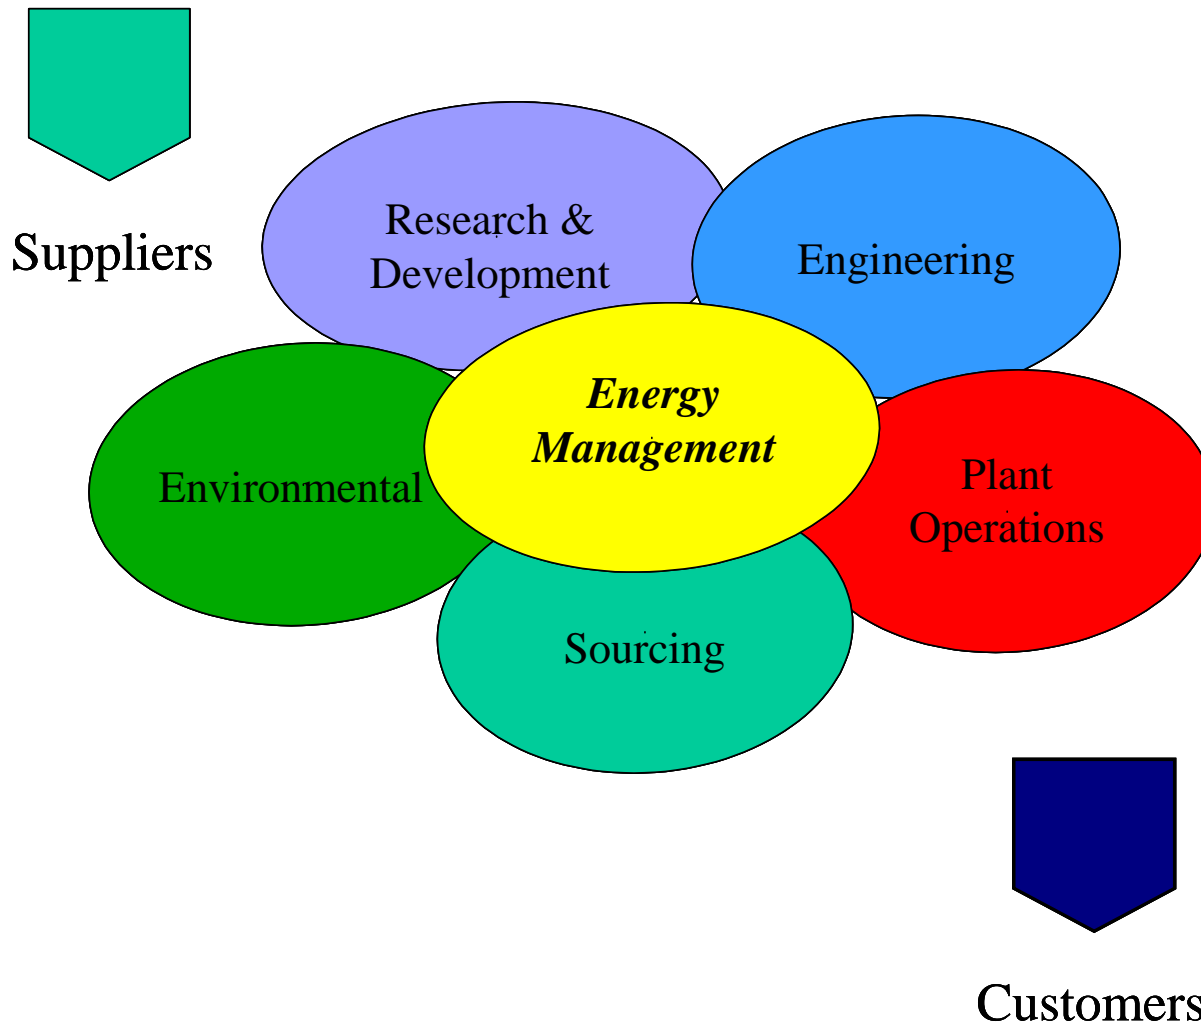 Suppliers
Research &
Development
Engineering
Energy
Management
Environmental
Plant
Operations
Sourcing
Customers